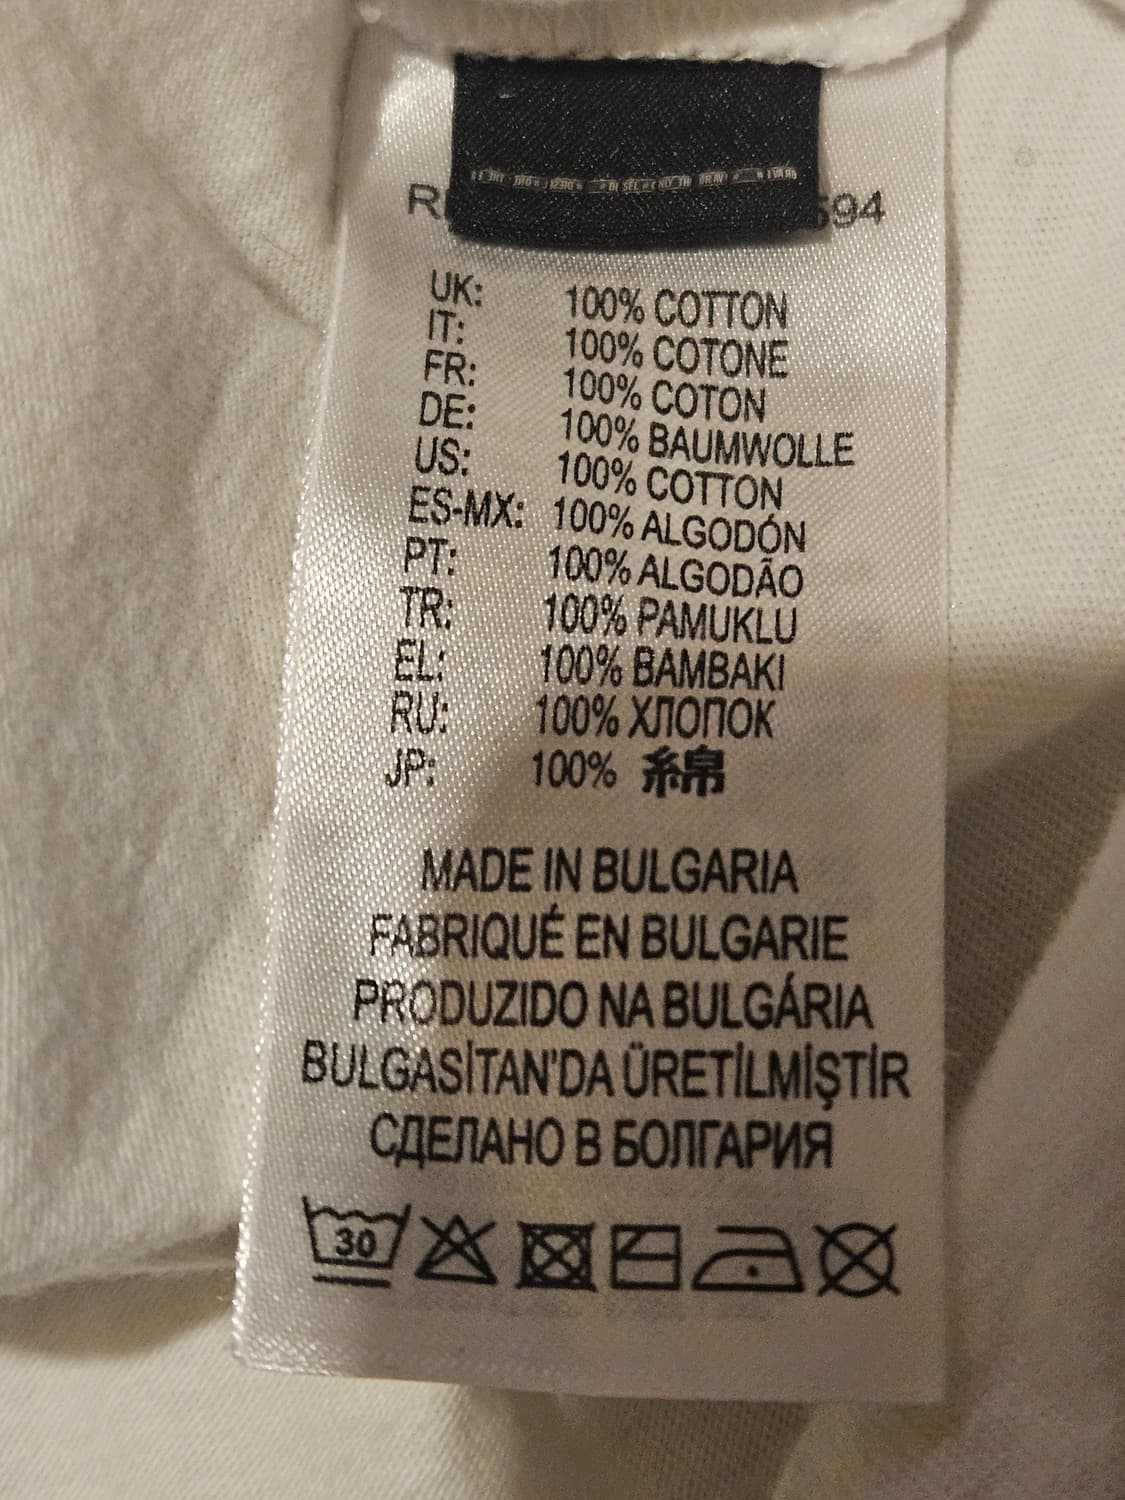 594
UK: 100% COTTON
IT: 100% COTONE
FR: 100% COTON
DE: 100% BAUMWOLLE
US: 100% COTTON
ES-MX: 100% ALGODÓN
PT: 100% ALGODÃO
TR: 100% PAMUKLU
EL: 100% BAMBAKI
RU: 100% ХЛОПОК
JP: 100% 綿
MADE IN BULGARIA
FABRIQUÉ EN BULGARIE
PRODUZIDO NA BULGÁRIA
BULGASİTAN'DA ÜRETİLMİŞTİR
СДЕЛАНО В БОЛГАРИЯ
30